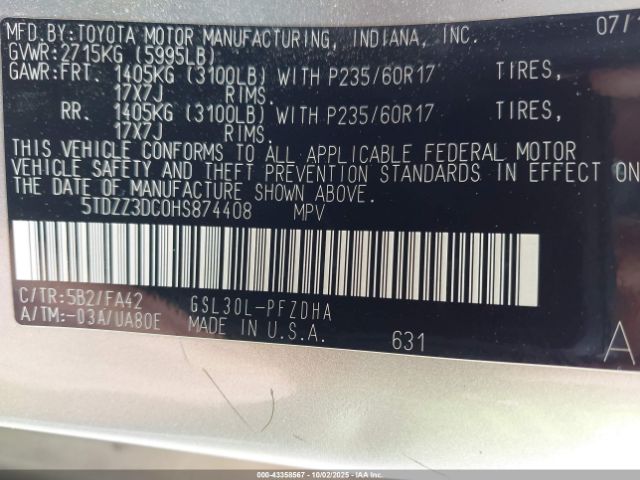 MFD.BY:TOYOTA MOTOR MANUFACTURING, INDIANA, INC. 07/
GVWR:2715KG (5995LB)
GAWR:FRT. 1405KG (3100LB) WITH P235/60R17 TIRES,
17X7J RIMS.
RR. 1405KG (3100LB) WITH P235/60R17 TIRES,
17X7J RIMS.
THIS VEHICLE CONFORMS TO ALL APPLICABLE FEDERAL MOTOR
VEHICLE SAFETY AND THEFT PREVENTION STANDARDS IN EFFECT ON
THE DATE OF MANUFACTURE SHOWN ABOVE.
5TDZZ3DC0HS874408 MPV
C/TR:5B2/FA42 GSL30L-PFZDHA
A/TM:-03A/UA80E MADE IN U.S.A. 631 A
000-43358567 - 10/02/2025 - IAA